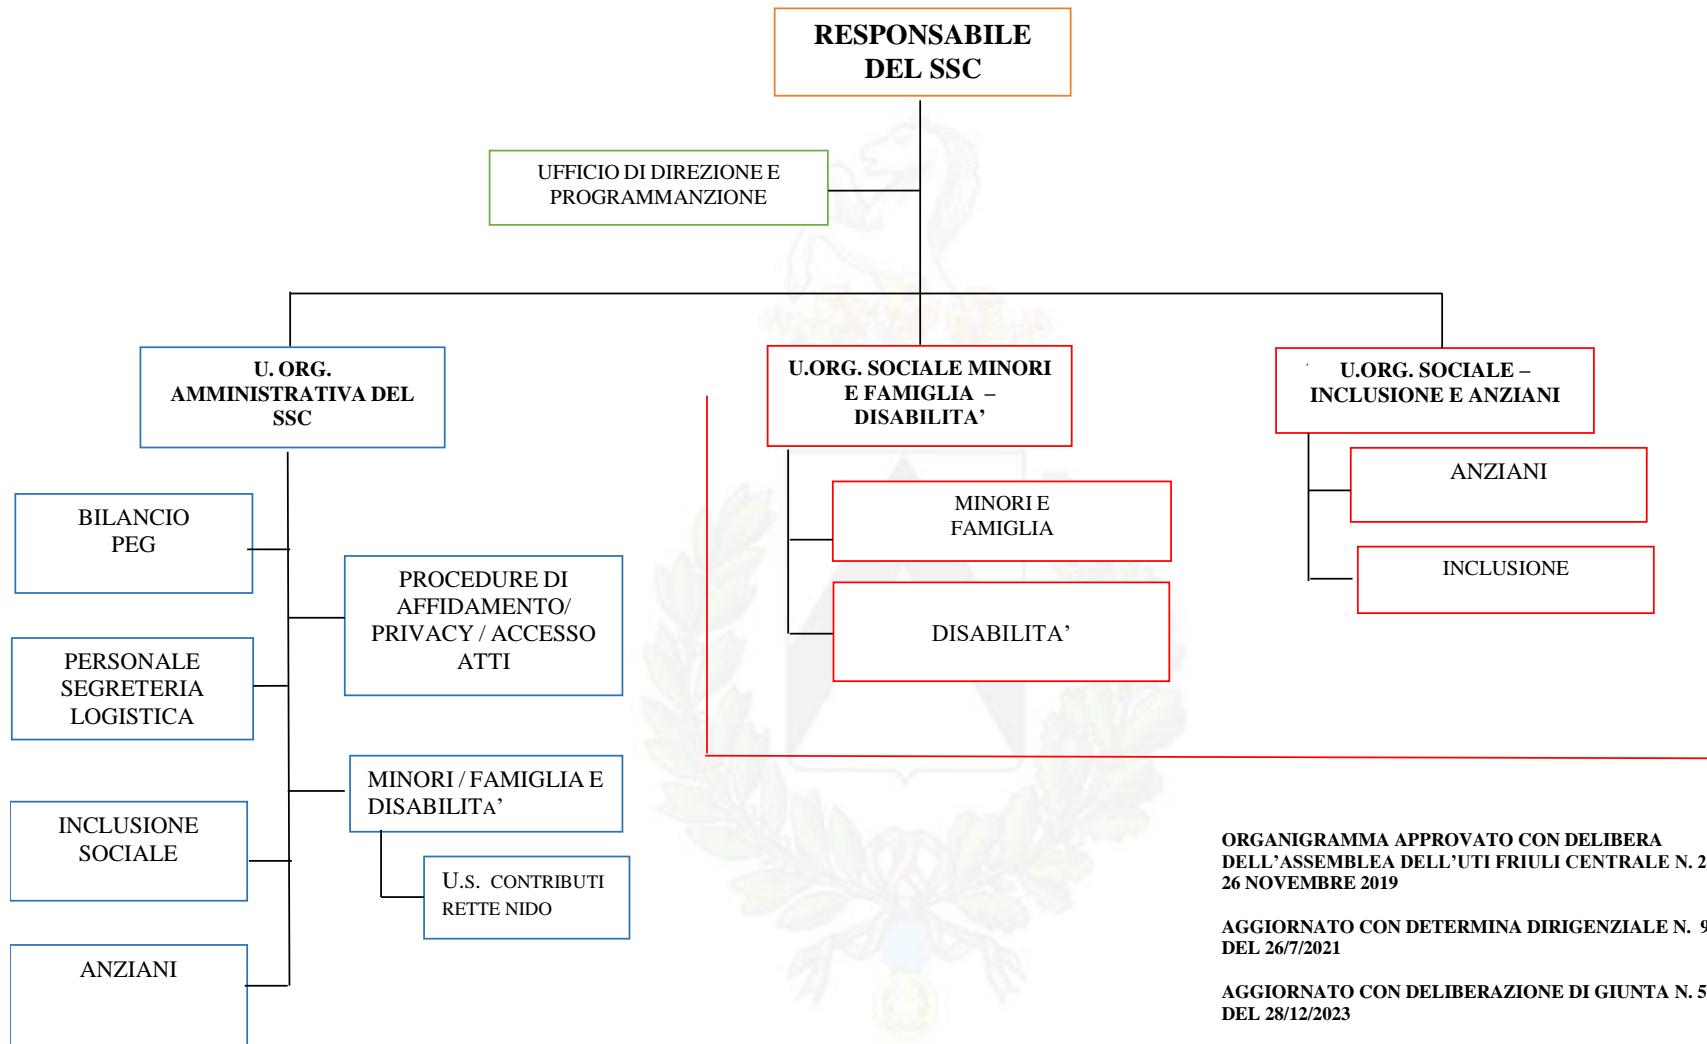 RESPONSABILE
DEL SSC
UFFICIO DI DIREZIONE E
PROGRAMMANZIONE
U. ORG.
AMMINISTRATIVA DEL
SSC
U.ORG. SOCIALE MINORI
E FAMIGLIA –
DISABILITA’
U.ORG. SOCIALE –
INCLUSIONE E ANZIANI
BILANCIO
PEG
PROCEDURE DI
AFFIDAMENTO/
PRIVACY / ACCESSO
ATTI
PERSONALE
SEGRETERIA
LOGISTICA
MINORI / FAMIGLIA E
DISABILITA’
INCLUSIONE
SOCIALE
U.S. CONTRIBUTI
RETTE NIDO
ANZIANI
MINORI E
FAMIGLIA
DISABILITA’
ANZIANI
INCLUSIONE
ORGANIGRAMMA APPROVATO CON DELIBERA
DELL’ASSEMBLEA DELL’UTI FRIULI CENTRALE N. 2
26 NOVEMBRE 2019
AGGIORNATO CON DETERMINA DIRIGENZIALE N. 9
DEL 26/7/2021
AGGIORNATO CON DELIBERAZIONE DI GIUNTA N. 5
DEL 28/12/2023